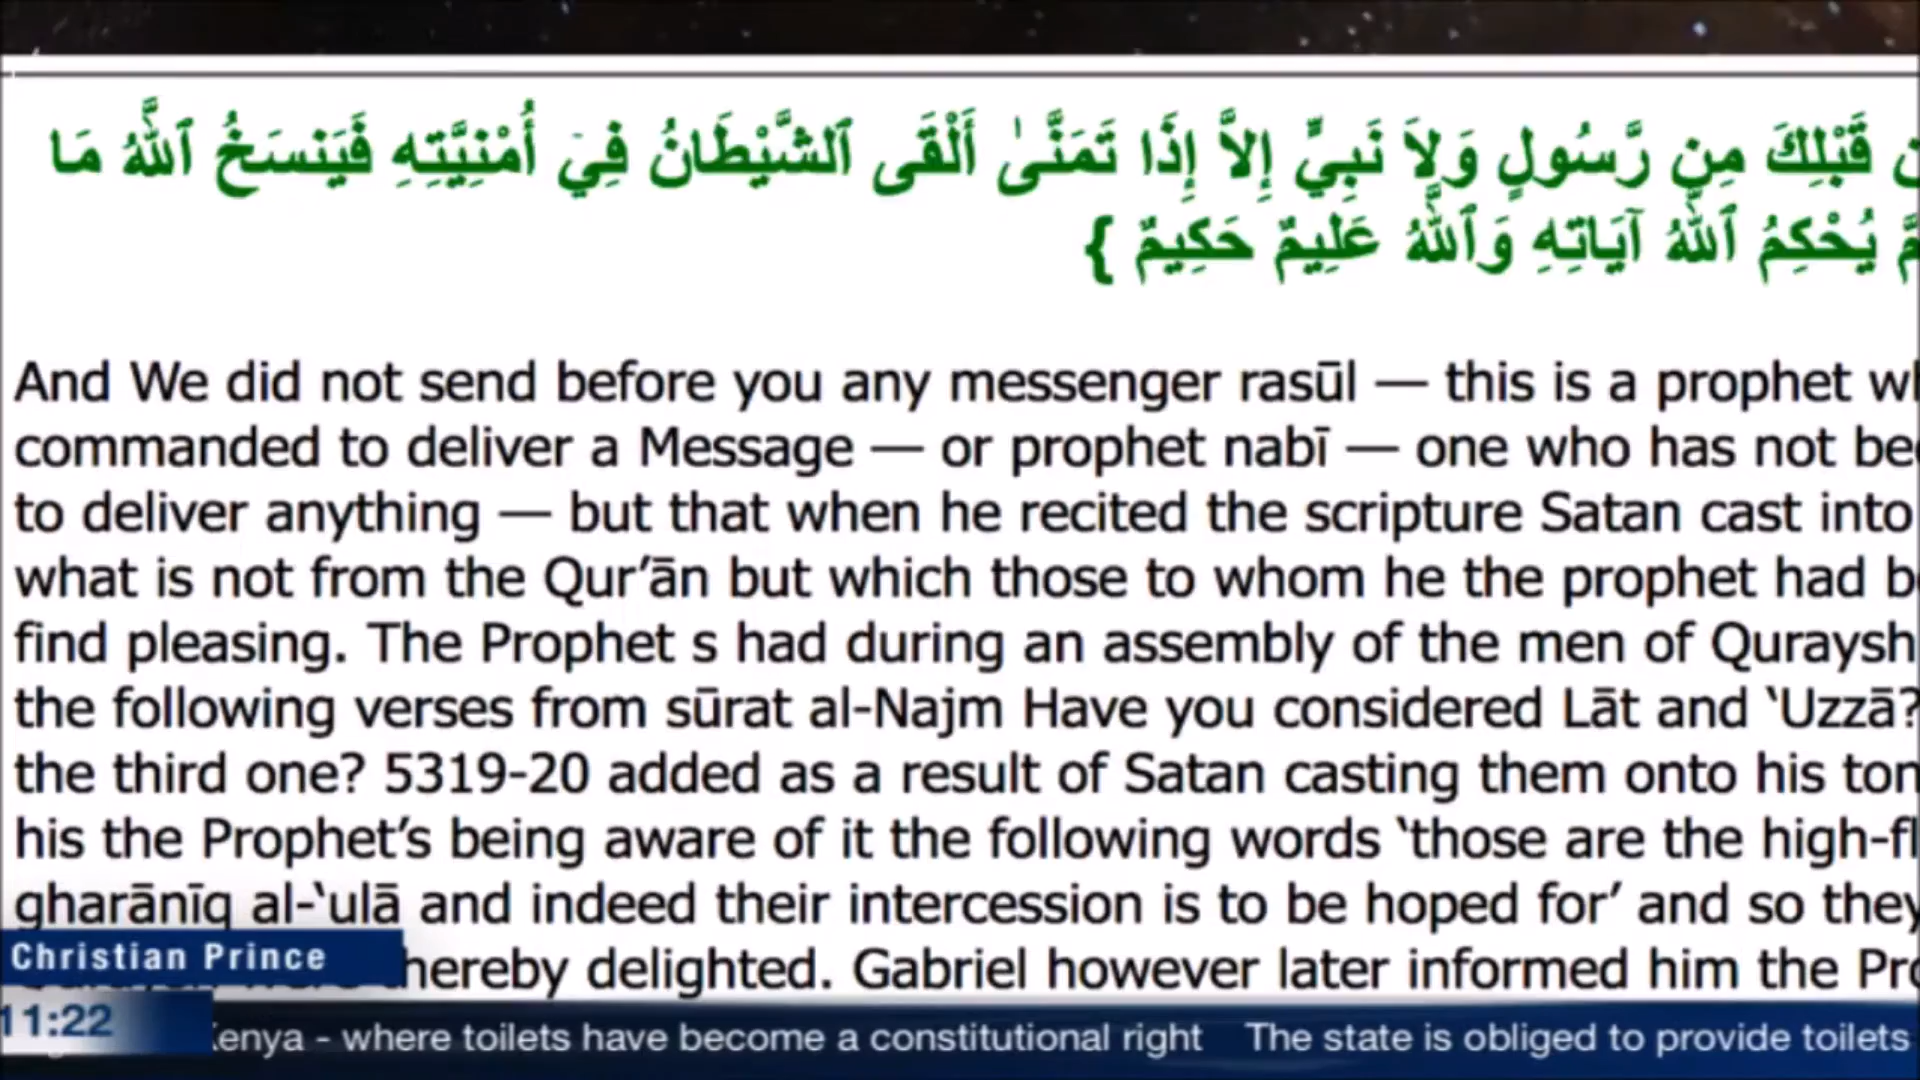 قَبْلِكَ مِن رَّسُولٍ وَلاَ نَبِيٍّ إِلاَّ إِذَا تَمَنَّىٰ أَلْقَى ٱلشَّيْطَانُ فِيۤ أُمْنِيَّتِهِ فَيَنسَخُ ٱللَّهُ مَا
يُحْكِمُ ٱللَّهُ آيَاتِهِ وَٱللَّهُ عَلِيمٌ حَكِيمٌ }
And We did not send before you any messenger rasūl — this is a prophet
commanded to deliver a Message — or prophet nabī — one who has not
to deliver anything — but that when he recited the scripture Satan cast into
what is not from the Qur’ān but which those to whom he the prophet had
find pleasing. The Prophet s had during an assembly of the men of Quraysh
the following verses from sūrat al-Najm Have you considered Lāt and ‘Uzzā?
the third one? 5319-20 added as a result of Satan casting them onto his
his the Prophet’s being aware of it the following words ‘those are the
gharānīq al-‘ulā and indeed their intercession is to be hoped for’ and so they
hereby delighted. Gabriel however later informed him the
Christian Prince
11:22
Kenya - where toilets have become a constitutional right The state is obliged to provide toilets